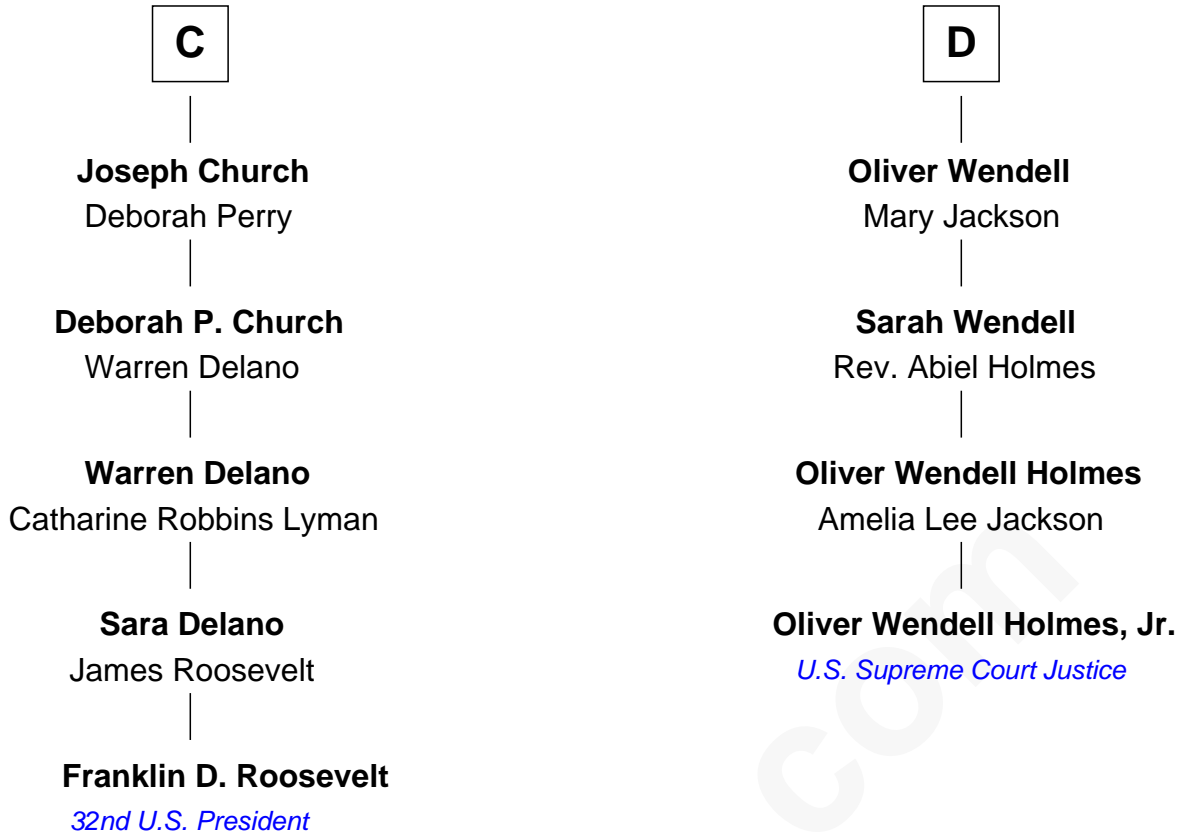 C
Joseph Church
Deborah Perry
Deborah P. Church
Warren Delano
Warren Delano
Catharine Robbins Lyman
Sara Delano
James Roosevelt
Franklin D. Roosevelt
32nd U.S. President
D
Oliver Wendell
Mary Jackson
Sarah Wendell
Rev. Abiel Holmes
Oliver Wendell Holmes
Amelia Lee Jackson
Oliver Wendell Holmes, Jr.
U.S. Supreme Court Justice
com